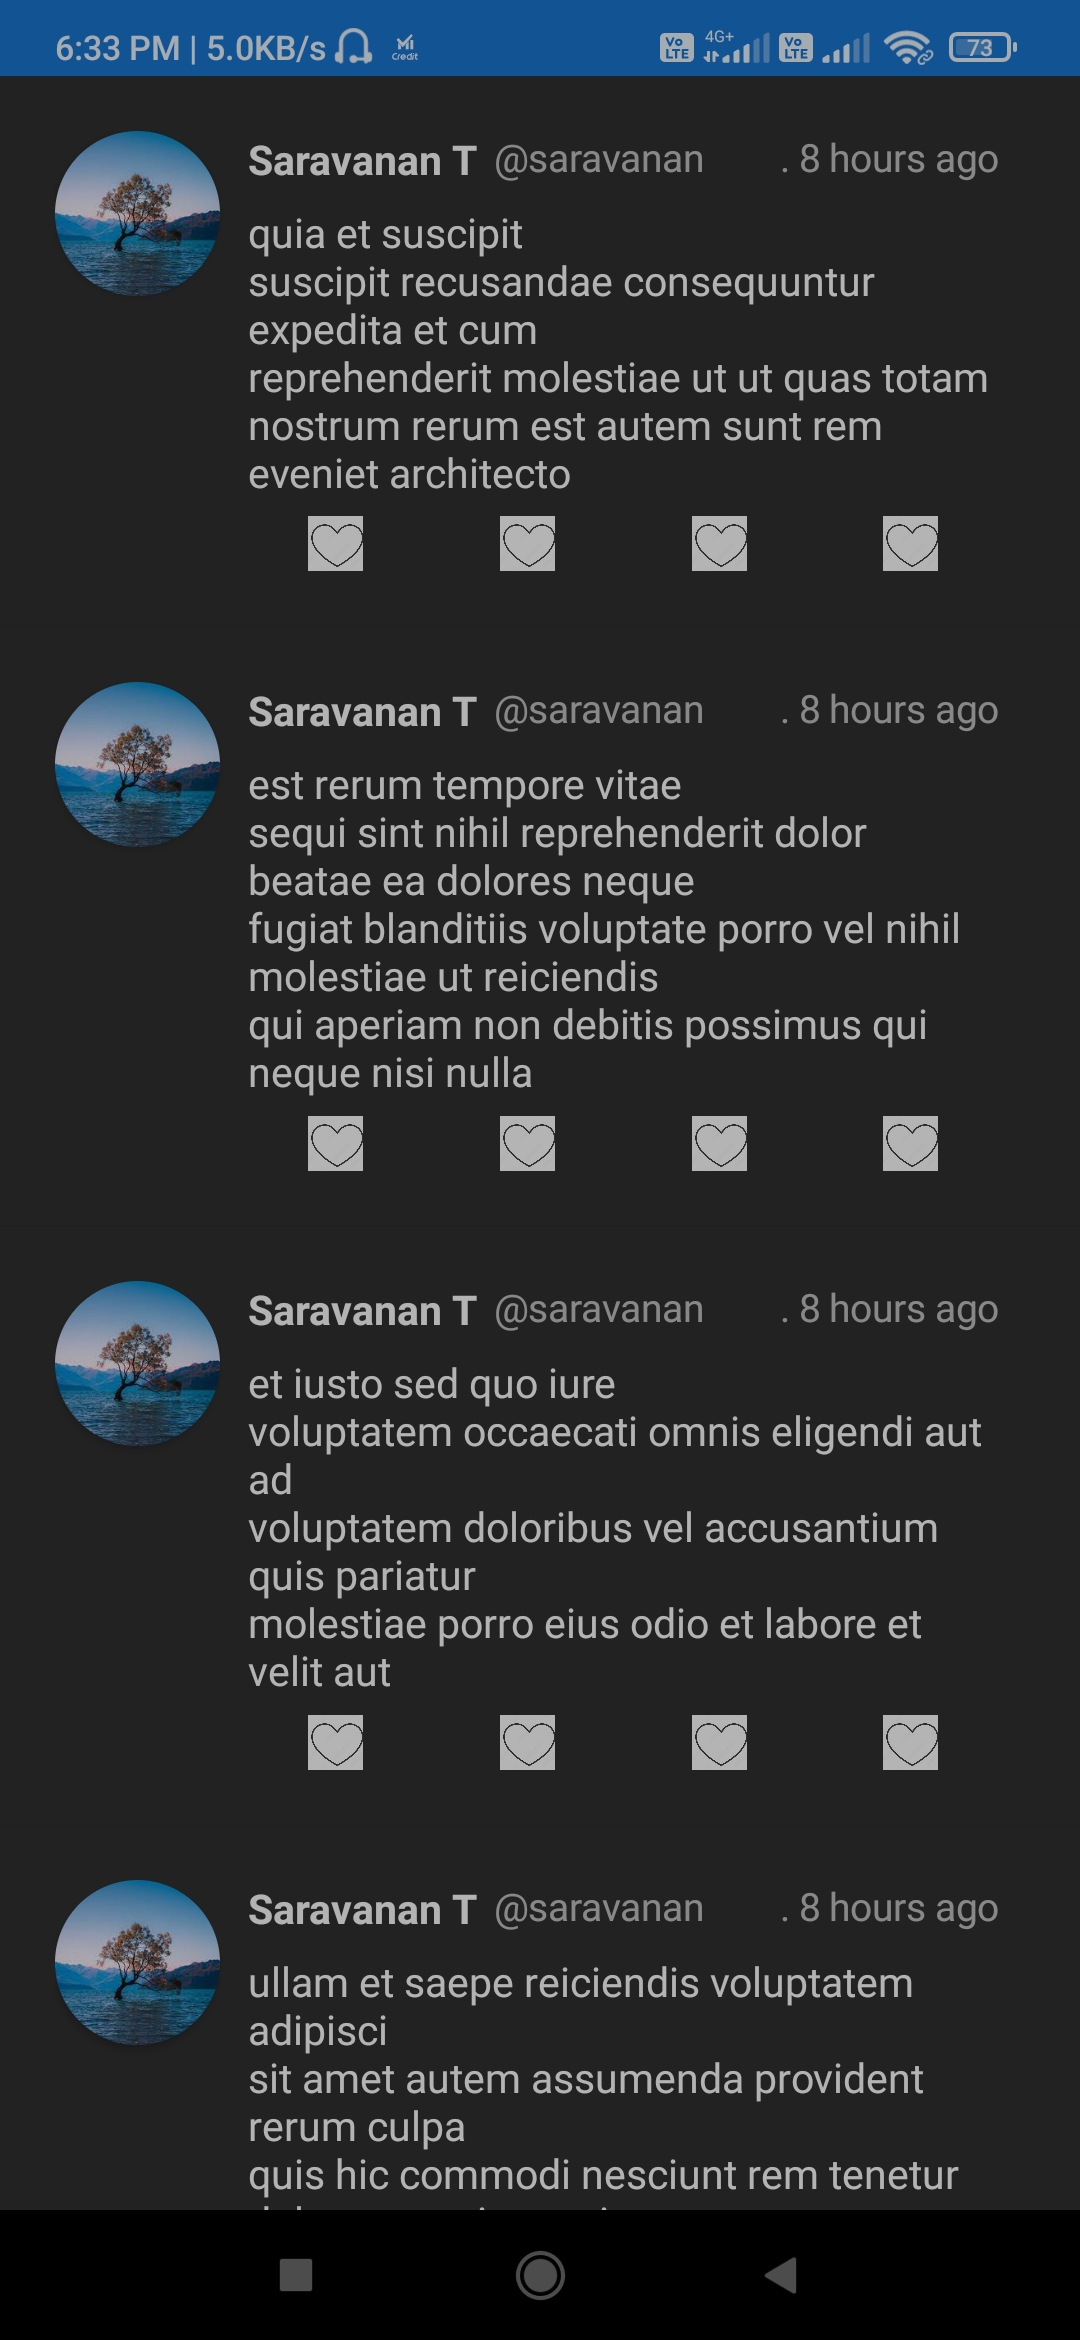 6:33 PM | 5.0KB/s Mi Credit Vo LTE 4G+ Vo LTE 73
Saravanan T @saravanan . 8 hours ago
quia et suscipit
suscipit recusandae consequuntur
expedita et cum
reprehenderit molestiae ut ut quas totam
nostrum rerum est autem sunt rem
eveniet architecto
Saravanan T @saravanan . 8 hours ago
est rerum tempore vitae
sequi sint nihil reprehenderit dolor
beatae ea dolores neque
fugiat blanditiis voluptate porro vel nihil
molestiae ut reiciendis
qui aperiam non debitis possimus qui
neque nisi nulla
Saravanan T @saravanan . 8 hours ago
et iusto sed quo iure
voluptatem occaecati omnis eligendi aut
ad
voluptatem doloribus vel accusantium
quis pariatur
molestiae porro eius odio et labore et
velit aut
Saravanan T @saravanan . 8 hours ago
ullam et saepe reiciendis voluptatem
adipisci
sit amet autem assumenda provident
rerum culpa
quis hic commodi nesciunt rem tenetur